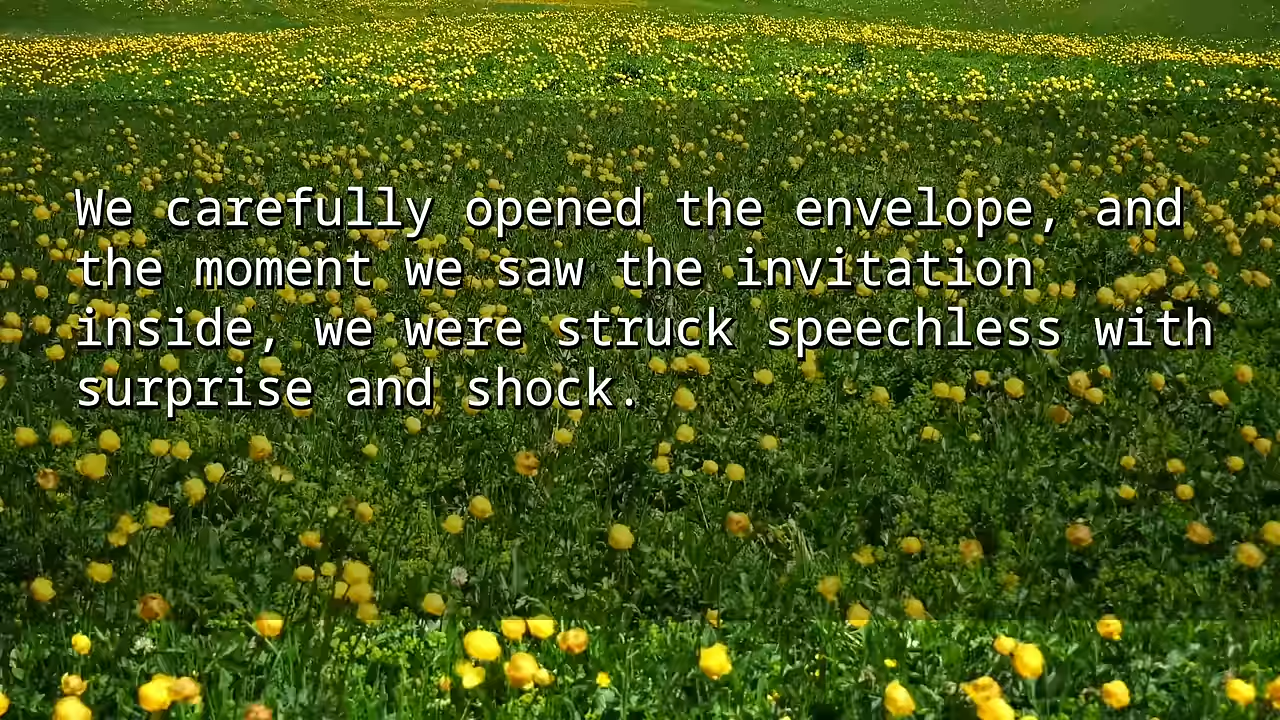 We carefully opened the envelope, and
the moment we saw the invitation
inside, we were struck speechless with
surprise and shock.